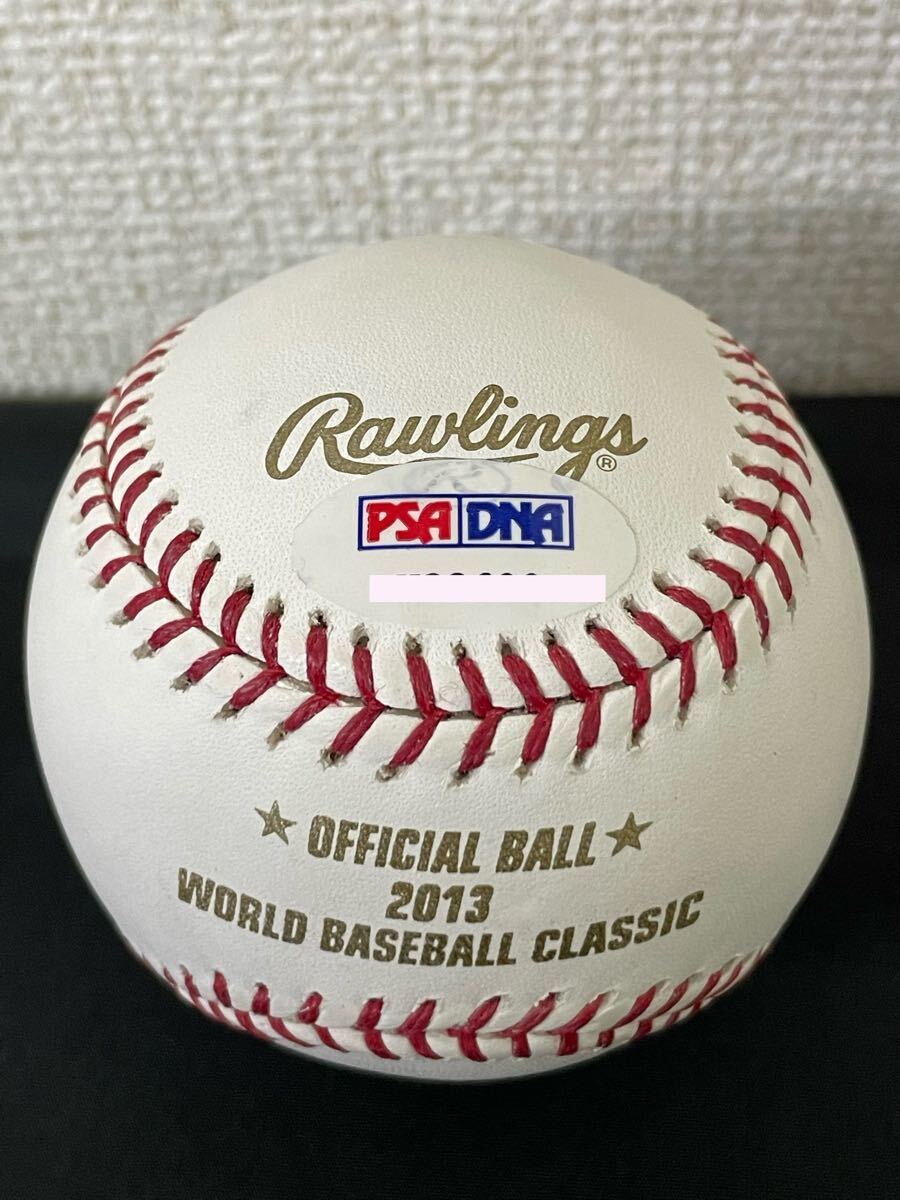 Rawlings®
PSA DNA
OFFICIAL BALL
2013
WORLD BASEBALL CLASSIC